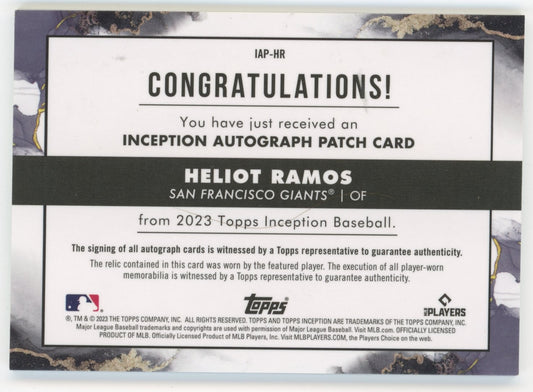 IAP-HR
CONGRATULATIONS!
You have just received an
INCEPTION AUTOGRAPH PATCH CARD
HELIOT RAMOS
SAN FRANCISCO GIANTS® | OF
from 2023 Topps Inception Baseball.
The signing of all autograph cards is witnessed by a Topps representative to guarantee authenticity.
The relic contained in this card was worn by the featured player. The execution of all player-worn
memorabilia is witnessed by a Topps representative to guarantee authenticity.
Topps
MLB PLAYERS
®, TM & © 2023 THE TOPPS COMPANY, INC. ALL RIGHTS RESERVED. TOPPS AND TOPPS INCEPTION ARE TRADEMARKS OF THE TOPPS COMPANY, INC.
Major League Baseball trademarks and copyrights are used with permission of Major League Baseball. Visit MLB.com. OFFICIALLY LICENSED
PRODUCT OF MLB. Officially Licensed Product of MLB Players, Inc. Visit MLBPLAYERS.COM, the Players Choice on the web.